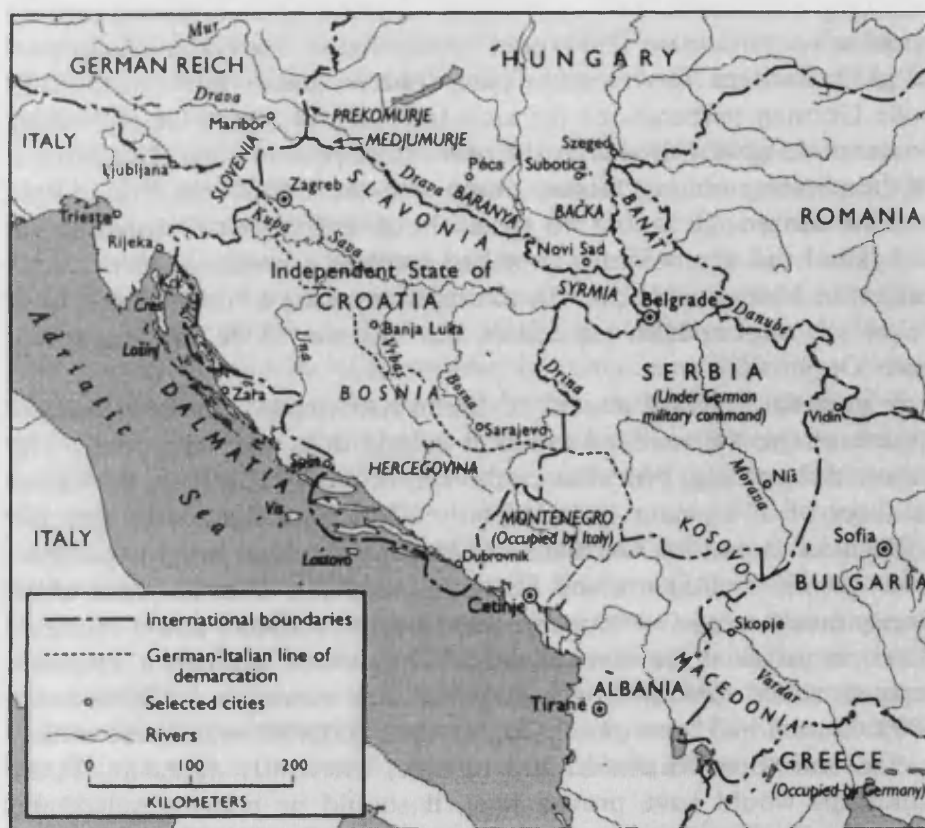 Mur
GERMAN REICH
HUNGARY
Drava
Maribor
PREKOMURJE
MEDJUMURJE
ITALY
Ljubljana
SLOVENIA
Szeged
Péca
Subotica
Zagreb
SLAVONIA
Drava
BARANYA
BAČKA
BANAT
ROMANIA
Trieste
Rijeka
Kupa
Sava
Novi Sad
Independent State of
CROATIA
SYRMIA
Belgrade
Danube
Cres
Lošinj
Banja Luka
Una
Vrbas
Bosna
Drina
SERBIA
(Under German
military command)
Vidin
Zara
BOSNIA
Sarajevo
Adriatic Sea
DALMATIA
HERCEGOVINA
Morava
Niš
Split
Vis
MONTENEGRO
(Occupied by Italy)
KOSOVO
Sofia
ITALY
Lastovo
Dubrovnik
BULGARIA
Cetinje
International boundaries
German-Italian line of
demarcation
Selected cities
Rivers
Skopje
MACEDONIA
Vardar
ALBANIA
Tiranë
0 100 200
KILOMETERS
GREECE
(Occupied by Germany)